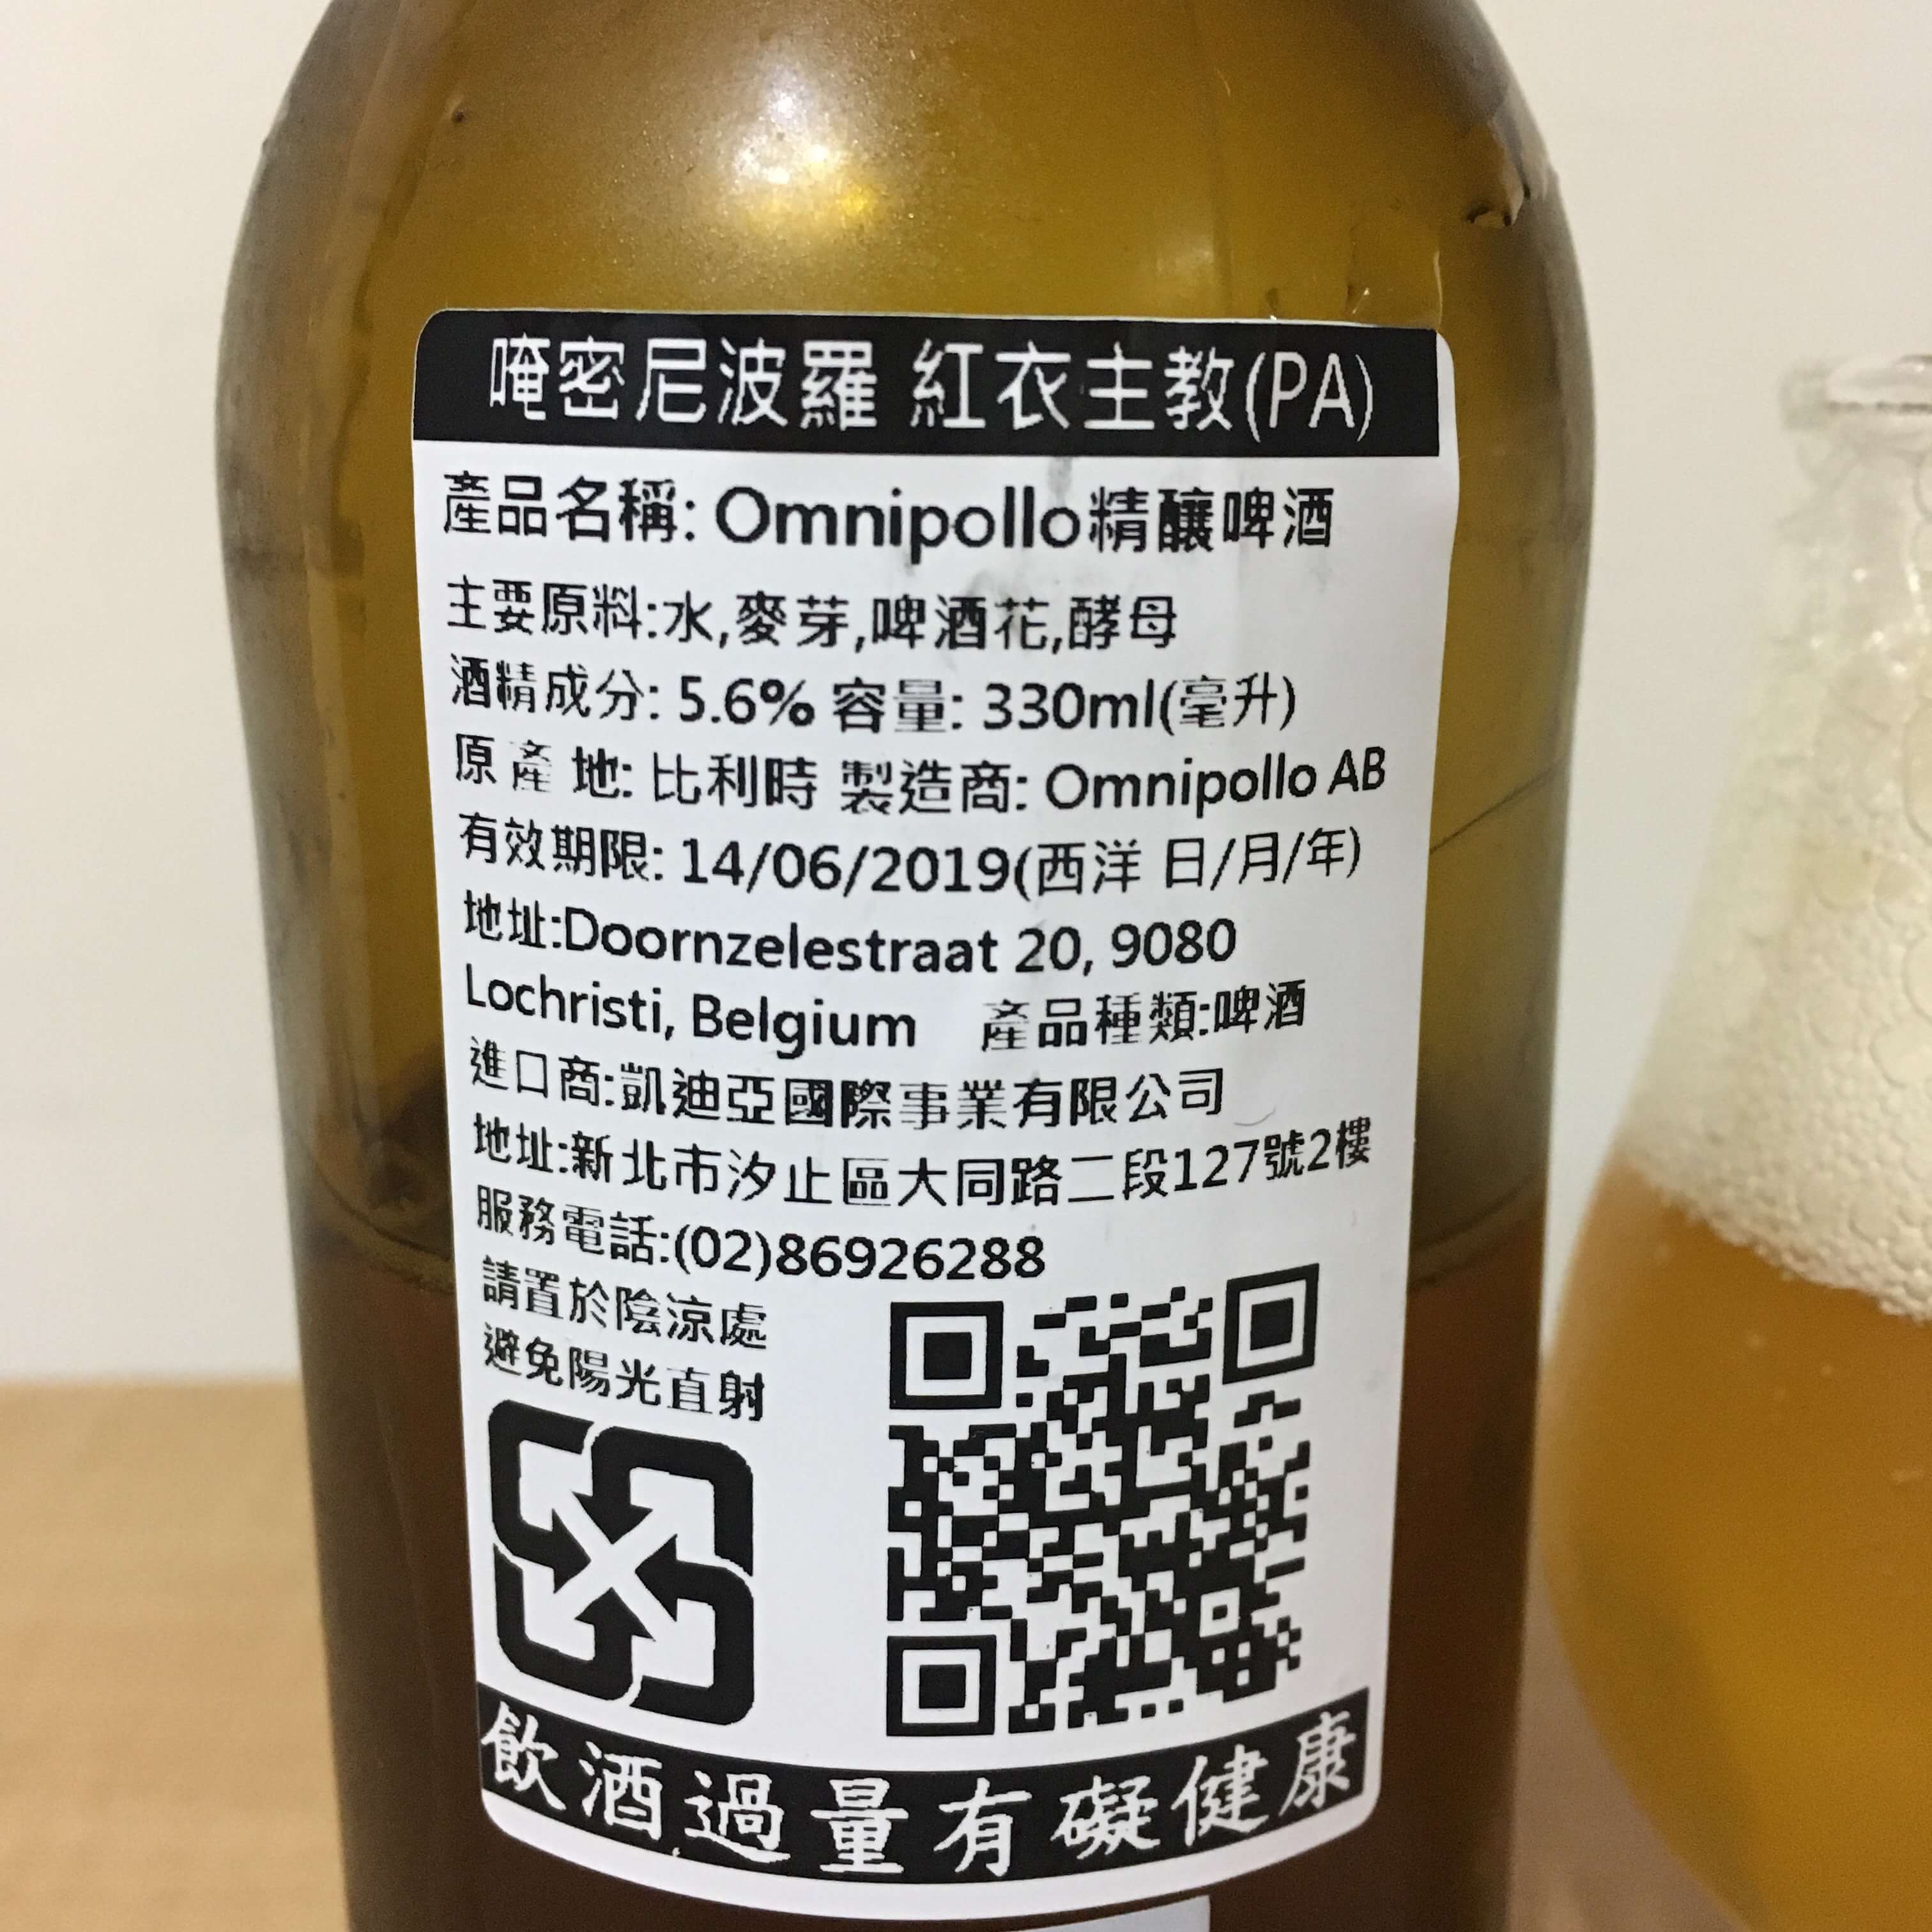 唵密尼波羅 紅衣主教(PA)
產品名稱: Omnipollo精釀啤酒
主要原料:水,麥芽,啤酒花,酵母
酒精成分: 5.6% 容量: 330ml(毫升)
原 產 地: 比利時 製造商: Omnipollo AB
有效期限: 14/06/2019(西洋 日/月/年)
地址:Doornzelestraat 20, 9080
Lochristi, Belgium 產品種類:啤酒
進口商:凱迪亞國際事業有限公司
地址:新北市汐止區大同路二段127號2樓
服務電話:(02)86926288
請置於陰涼處
避免陽光直射
飲酒過量有礙健康